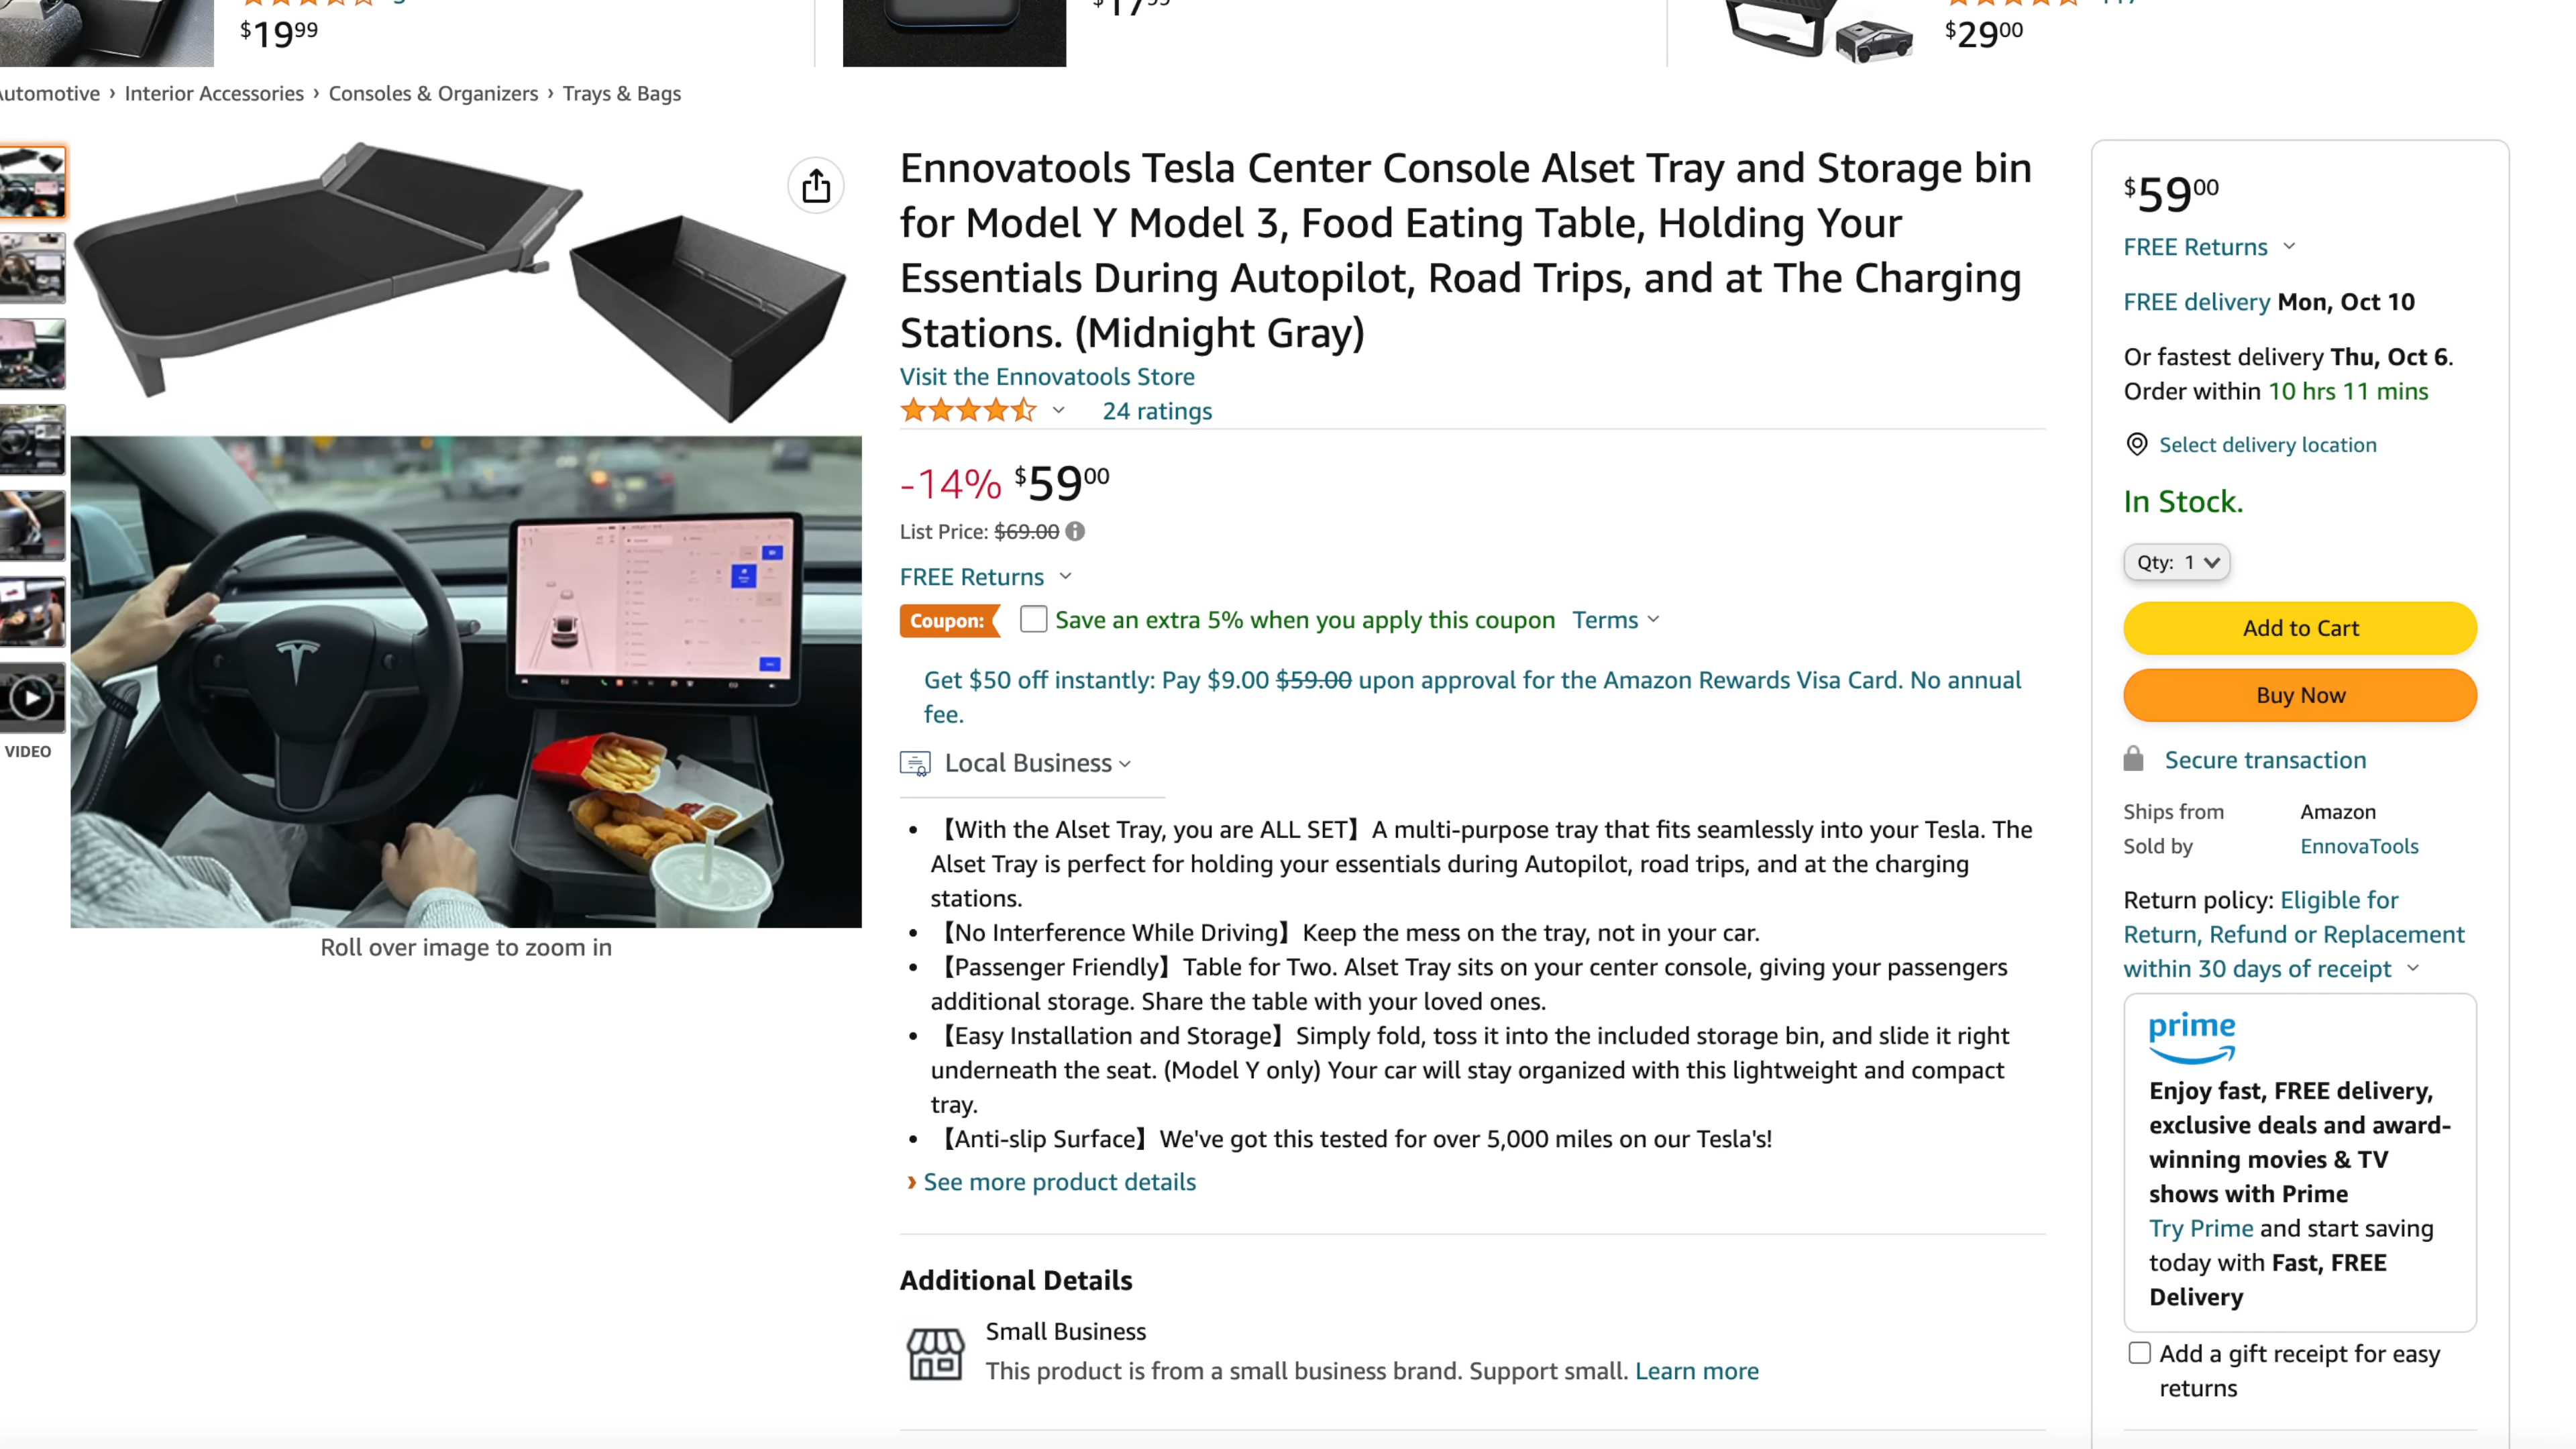 $19⁹⁹
$29⁰⁰
Automotive › Interior Accessories › Consoles & Organizers › Trays & Bags
VIDEO
Roll over image to zoom in
Ennovatools Tesla Center Console Alset Tray and Storage bin
for Model Y Model 3, Food Eating Table, Holding Your
Essentials During Autopilot, Road Trips, and at The Charging
Stations. (Midnight Gray)
Visit the Ennovatools Store
24 ratings
-14% $59⁰⁰
List Price: $69.00
FREE Returns
Coupon: Save an extra 5% when you apply this coupon Terms
Get $50 off instantly: Pay $9.00 $59.00 upon approval for the Amazon Rewards Visa Card. No annual
fee.
Local Business
• 【With the Alset Tray, you are ALL SET】A multi-purpose tray that fits seamlessly into your Tesla. The
Alset Tray is perfect for holding your essentials during Autopilot, road trips, and at the charging
stations.
• 【No Interference While Driving】Keep the mess on the tray, not in your car.
• 【Passenger Friendly】Table for Two. Alset Tray sits on your center console, giving your passengers
additional storage. Share the table with your loved ones.
• 【Easy Installation and Storage】Simply fold, toss it into the included storage bin, and slide it right
underneath the seat. (Model Y only) Your car will stay organized with this lightweight and compact
tray.
• 【Anti-slip Surface】We've got this tested for over 5,000 miles on our Tesla's!
› See more product details
Additional Details
Small Business
This product is from a small business brand. Support small. Learn more
$59⁰⁰
FREE Returns
FREE delivery Mon, Oct 10
Or fastest delivery Thu, Oct 6.
Order within 10 hrs 11 mins
Select delivery location
In Stock.
Qty: 1
Add to Cart
Buy Now
Secure transaction
Ships from Amazon
Sold by EnnovaTools
Return policy: Eligible for
Return, Refund or Replacement
within 30 days of receipt
prime
Enjoy fast, FREE delivery,
exclusive deals and award-
winning movies & TV
shows with Prime
Try Prime and start saving
today with Fast, FREE
Delivery
Add a gift receipt for easy
returns